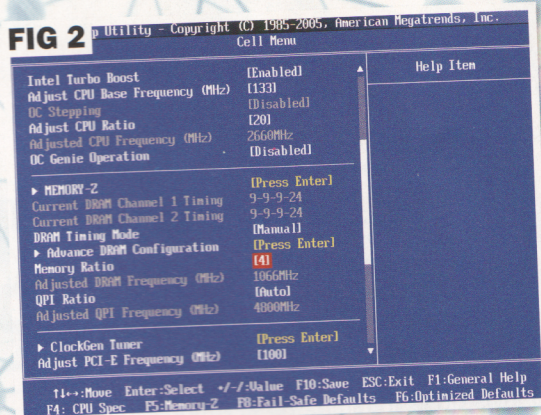 FIG 2
p Utility - Copyright (C) 1985-2005, American Megatrends, Inc.
Cell Menu
Help Item
Intel Turbo Boost [Enabled]
Adjust CPU Base Frequency (MHz) [133]
OC Stepping [Disabled]
Adjust CPU Ratio [20]
Adjusted CPU Frequency (MHz) 2660MHz
OC Genie Operation [Disabled]
▶ MEMORY-Z [Press Enter]
Current DRAM Channel 1 Timing 9-9-9-24
Current DRAM Channel 2 Timing 9-9-9-24
DRAM Timing Mode [Manual]
▶ Advance DRAM Configuration [Press Enter]
Memory Ratio [4]
Adjusted DRAM Frequency (MHz) 1066MHz
QPI Ratio [Auto]
Adjusted QPI Frequency (MHz) 4800MHz
▶ ClockGen Tuner [Press Enter]
Adjust PCI-E Frequency (MHz) [100]
↑↓←→:Move Enter:Select +/-/:Value F10:Save ESC:Exit F1:General Help
F4: CPU Spec F5:Memory-Z F8:Fail-Safe Defaults F6:Optimized Defaults